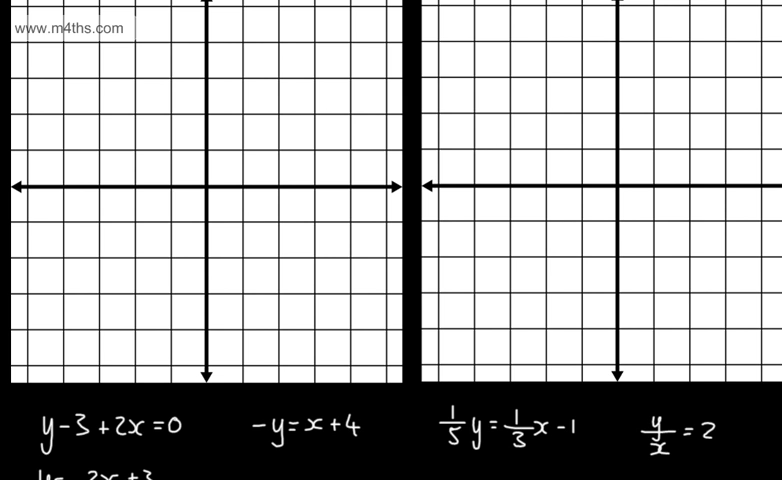 www.m4ths.com
y-3+2x=0
-y=x+4
1/5 y = 1/3 x - 1
y/x = 2